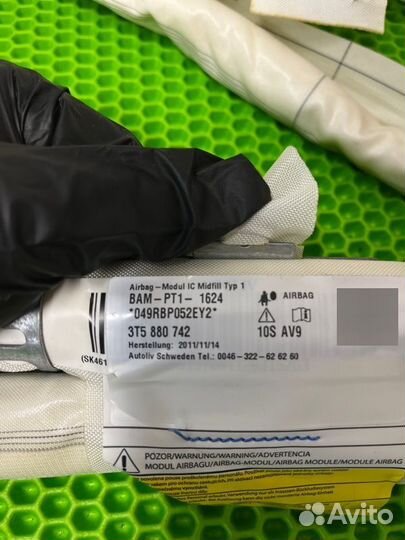 Airbag-Modul IC Midfill Typ 1
BAM-PT1- 1624
*049RBP052EY2*
3T5 880 742
Herstellung: 2011/11/14
Autoliv Schweden Tel.: 0046-322-62 62 60
AIRBAG
10S AV9
(SK461
POZOR/WARNUNG/WARNING/ADVERTENCIA
MODUL AIRBAGU/AIRBAG-MODUL/AIRBAG MODULE/MODULE AIRBAG
Avito